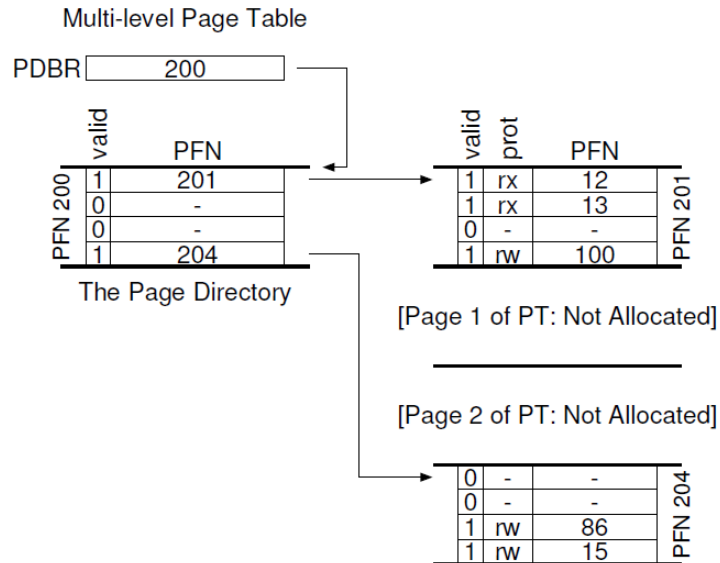 Multi-level Page Table
PDBR 200
valid PFN
PFN 200
1 201
0 -
0 -
1 204
The Page Directory
valid prot PFN
PFN 201
1 rx 12
1 rx 13
0 - -
1 rw 100
[Page 1 of PT: Not Allocated]
[Page 2 of PT: Not Allocated]
PFN 204
0 - -
0 - -
1 rw 86
1 rw 15